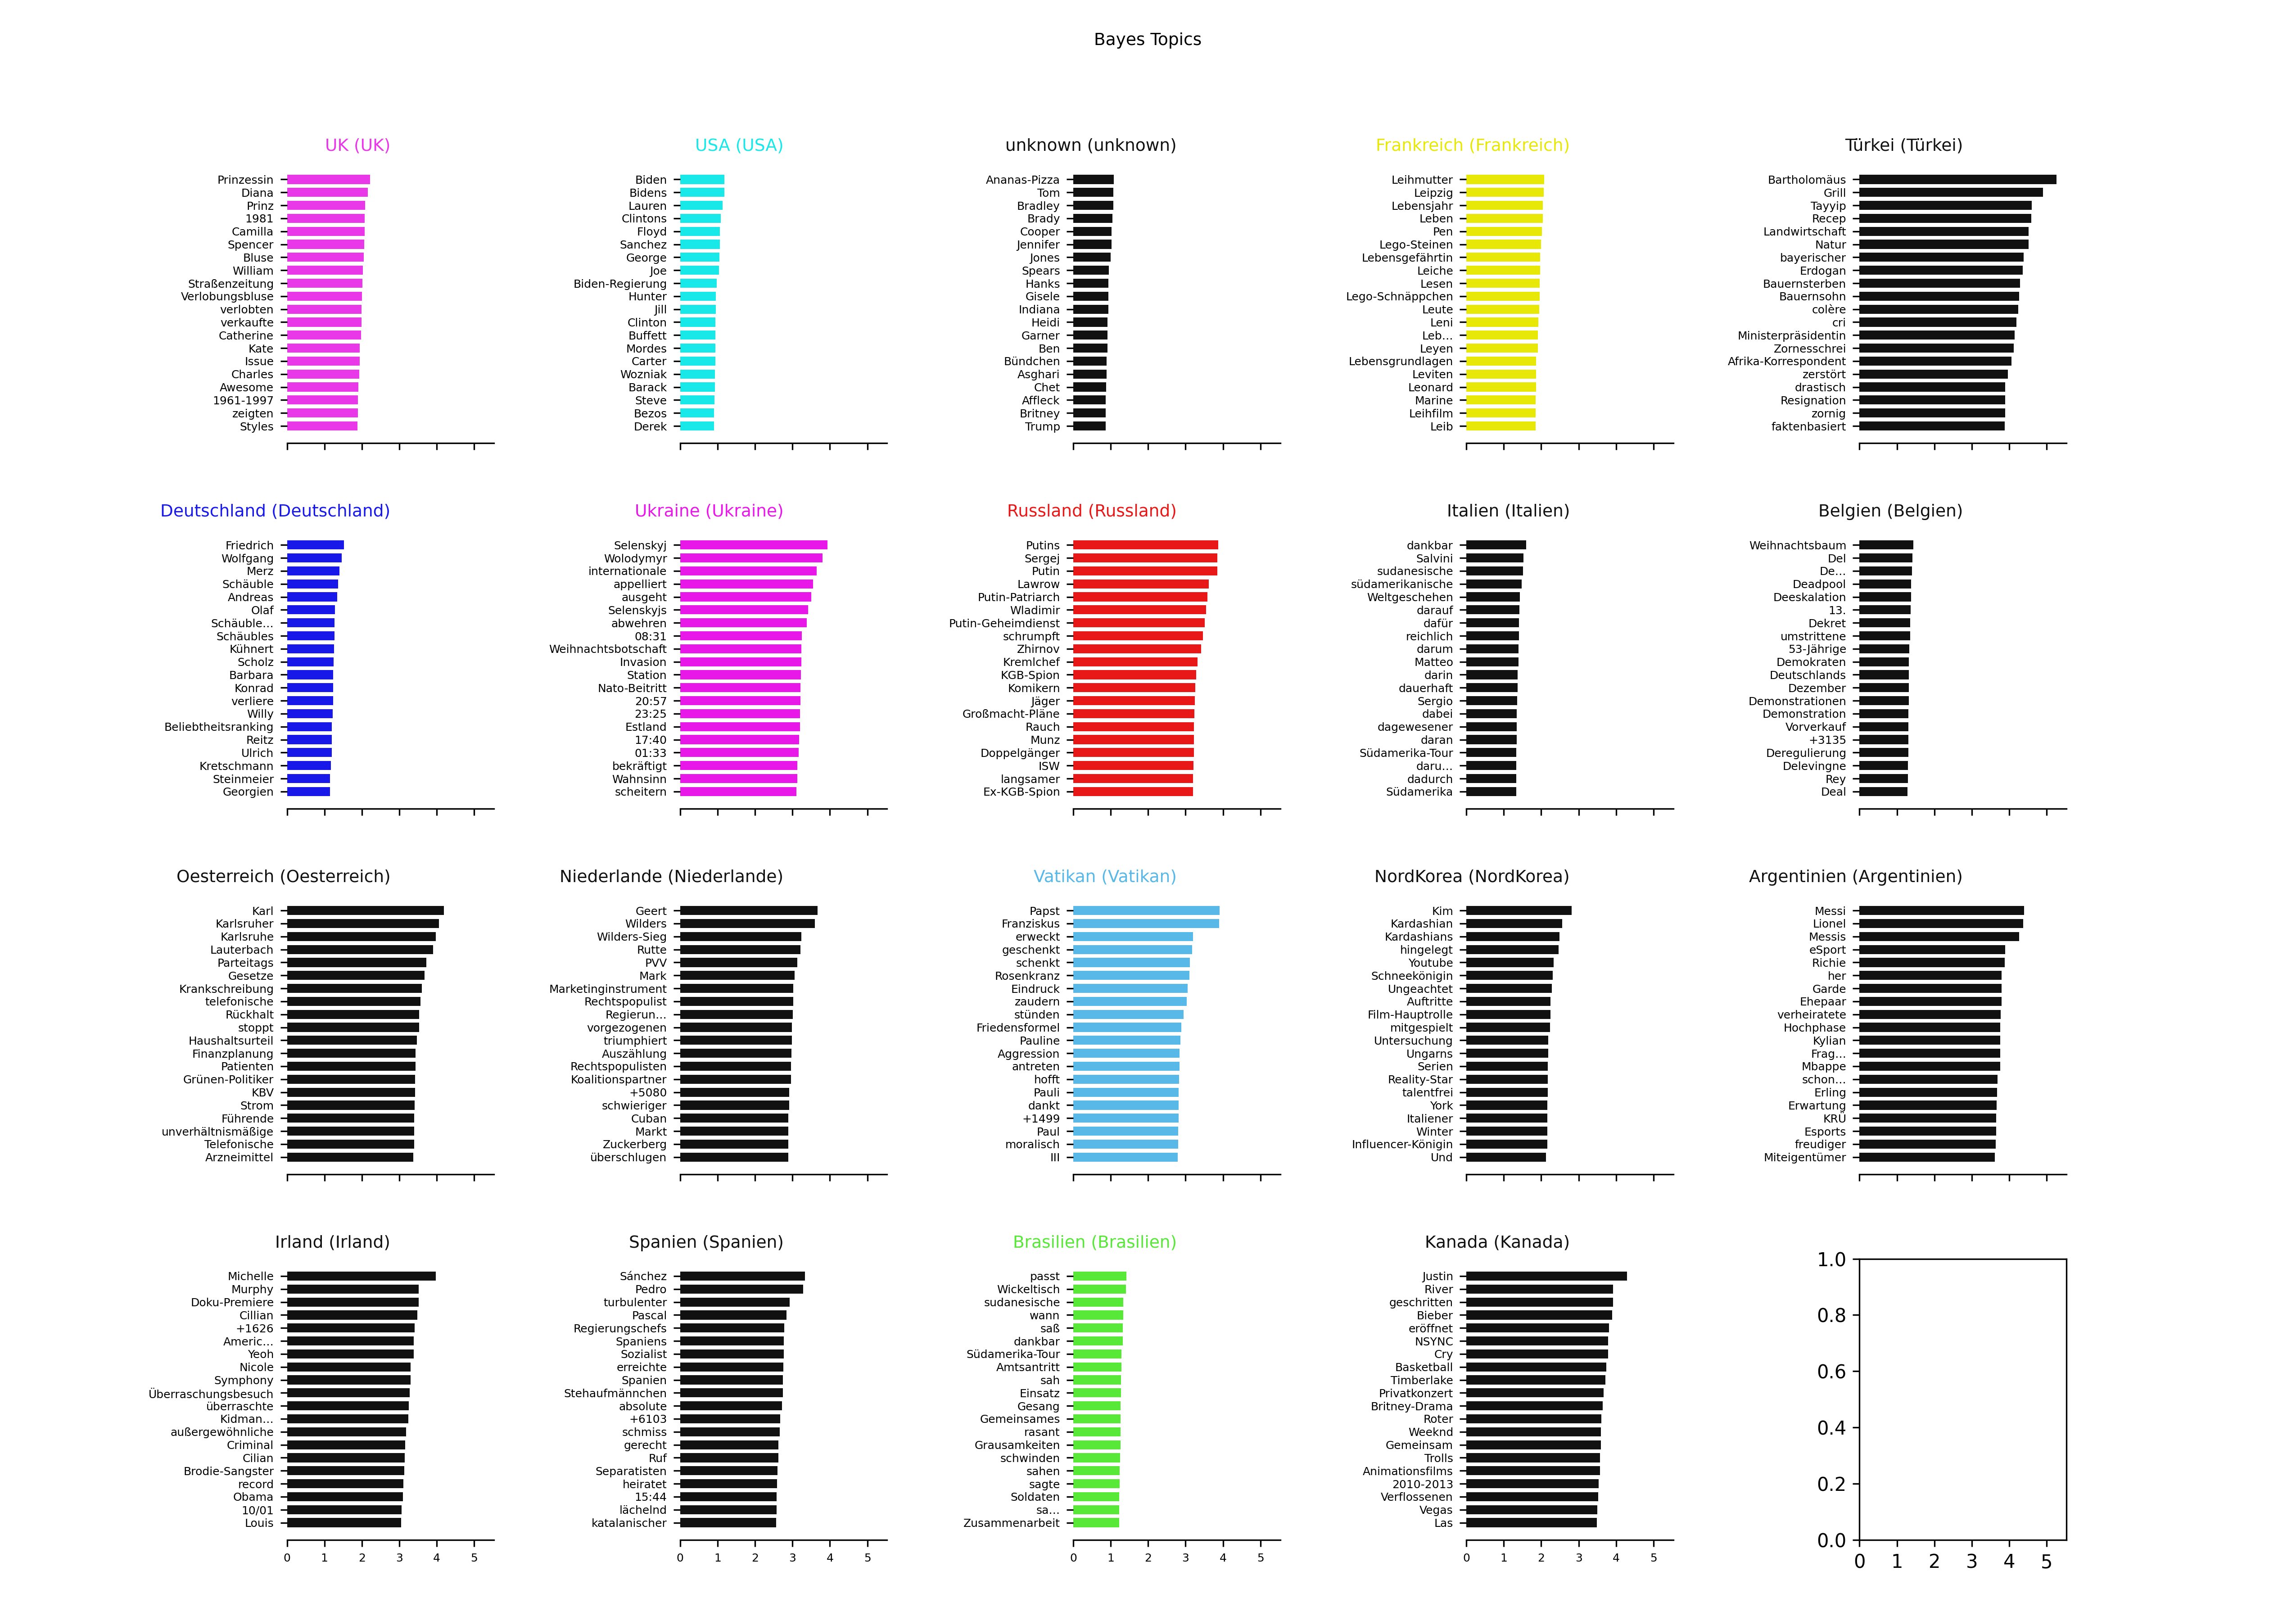 Bayes Topics
UK (UK)
Prinzessin
Diana
Prinz
1981
Camilla
Spencer
Bluse
William
Straßenzeitung
Verlobungsbluse
verlobten
verkaufte
Catherine
Kate
Issue
Charles
Awesome
1961-1997
zeigten
Styles
USA (USA)
Biden
Bidens
Lauren
Clintons
Floyd
Sanchez
George
Joe
Biden-Regierung
Hunter
Jill
Clinton
Buffett
Mordes
Carter
Wozniak
Barack
Steve
Bezos
Derek
unknown (unknown)
Ananas-Pizza
Tom
Bradley
Brady
Cooper
Jennifer
Jones
Spears
Hanks
Gisele
Indiana
Heidi
Garner
Ben
Bündchen
Asghari
Chet
Affleck
Britney
Trump
Frankreich (Frankreich)
Leihmutter
Leipzig
Lebensjahr
Leben
Pen
Lego-Steinen
Lebensgefährtin
Leiche
Lesen
Lego-Schnäppchen
Leute
Leni
Leb...
Leyen
Lebensgrundlagen
Leviten
Leonard
Marine
Leihfilm
Leib
Türkei (Türkei)
Bartholomäus
Grill
Tayyip
Recep
Landwirtschaft
Natur
bayerischer
Erdogan
Bauernsterben
Bauernsohn
colère
cri
Ministerpräsidentin
Zornesschrei
Afrika-Korrespondent
zerstört
drastisch
Resignation
zornig
faktenbasiert
Deutschland (Deutschland)
Friedrich
Wolfgang
Merz
Schäuble
Andreas
Olaf
Schäuble...
Schäubles
Kühnert
Scholz
Barbara
Konrad
verliere
Willy
Beliebtheitsranking
Reitz
Ulrich
Kretschmann
Steinmeier
Georgien
Ukraine (Ukraine)
Selenskyj
Wolodymyr
internationale
appelliert
ausgeht
Selenskyjs
abwehren
08:31
Weihnachtsbotschaft
Invasion
Station
Nato-Beitritt
20:57
23:25
Estland
17:40
01:33
bekräftigt
Wahnsinn
scheitern
Russland (Russland)
Putins
Sergej
Putin
Lawrow
Putin-Patriarch
Wladimir
Putin-Geheimdienst
schrumpft
Zhirnov
Kremlchef
KGB-Spion
Komikern
Jäger
Großmacht-Pläne
Rauch
Munz
Doppelgänger
ISW
langsamer
Ex-KGB-Spion
Italien (Italien)
dankbar
Salvini
sudanesische
südamerikanische
Weltgeschehen
darauf
dafür
reichlich
darum
Matteo
darin
dauerhaft
Sergio
dabei
dagewesener
daran
Südamerika-Tour
daru...
dadurch
Südamerika
Belgien (Belgien)
Weihnachtsbaum
Del
De...
Deadpool
Deeskalation
13.
Dekret
umstrittene
53-Jährige
Demokraten
Deutschlands
Dezember
Demonstrationen
Demonstration
Vorverkauf
+3135
Deregulierung
Delevingne
Rey
Deal
Oesterreich (Oesterreich)
Karl
Karlsruher
Karlsruhe
Lauterbach
Parteitags
Gesetze
Krankschreibung
telefonische
Rückhalt
stoppt
Haushaltsurteil
Finanzplanung
Patienten
Grünen-Politiker
KBV
Strom
Führende
unverhältnismäßige
Telefonische
Arzneimittel
Niederlande (Niederlande)
Geert
Wilders
Wilders-Sieg
Rutte
PVV
Mark
Marketinginstrument
Rechtspopulist
Regierun...
vorgezogenen
triumphiert
Auszählung
Rechtspopulisten
Koalitionspartner
+5080
schwieriger
Cuban
Markt
Zuckerberg
überschlugen
Vatikan (Vatikan)
Papst
Franziskus
erweckt
geschenkt
schenkt
Rosenkranz
Eindruck
zaudern
stünden
Friedensformel
Pauline
Aggression
antreten
hofft
Pauli
dankt
+1499
Paul
moralisch
III
NordKorea (NordKorea)
Kim
Kardashian
Kardashians
hingelegt
Youtube
Schneekönigin
Ungeachtet
Auftritte
Film-Hauptrolle
mitgespielt
Untersuchung
Ungarns
Serien
Reality-Star
talentfrei
York
Italiener
Winter
Influencer-Königin
Und
Argentinien (Argentinien)
Messi
Lionel
Messis
eSport
Richie
her
Garde
Ehepaar
verheiratete
Hochphase
Kylian
Frag...
Mbappe
schon...
Erling
Erwartung
KRÜ
Esports
freudiger
Miteigentümer
Irland (Irland)
Michelle
Murphy
Doku-Premiere
Cillian
+1626
Americ...
Yeoh
Nicole
Symphony
Überraschungsbesuch
überraschte
Kidman...
außergewöhnliche
Criminal
Cilian
Brodie-Sangster
record
Obama
10/01
Louis
0 1 2 3 4 5
Spanien (Spanien)
Sánchez
Pedro
turbulenter
Pascal
Regierungschefs
Spaniens
Sozialist
erreichte
Spanien
Stehaufmännchen
absolute
+6103
schmiss
gerecht
Ruf
Separatisten
heiratet
15:44
lächelnd
katalanischer
0 1 2 3 4 5
Brasilien (Brasilien)
passt
Wickeltisch
sudanesische
wann
saß
dankbar
Südamerika-Tour
Amtsantritt
sah
Einsatz
Gesang
Gemeinsames
rasant
Grausamkeiten
schwinden
sahen
sagte
Soldaten
sa...
Zusammenarbeit
0 1 2 3 4 5
Kanada (Kanada)
Justin
River
geschritten
Bieber
eröffnet
NSYNC
Cry
Basketball
Timberlake
Privatkonzert
Britney-Drama
Roter
Weeknd
Gemeinsam
Trolls
Animationsfilms
2010-2013
Verflossenen
Vegas
Las
0 1 2 3 4 5
1.0
0.8
0.6
0.4
0.2
0.0
0 1 2 3 4 5